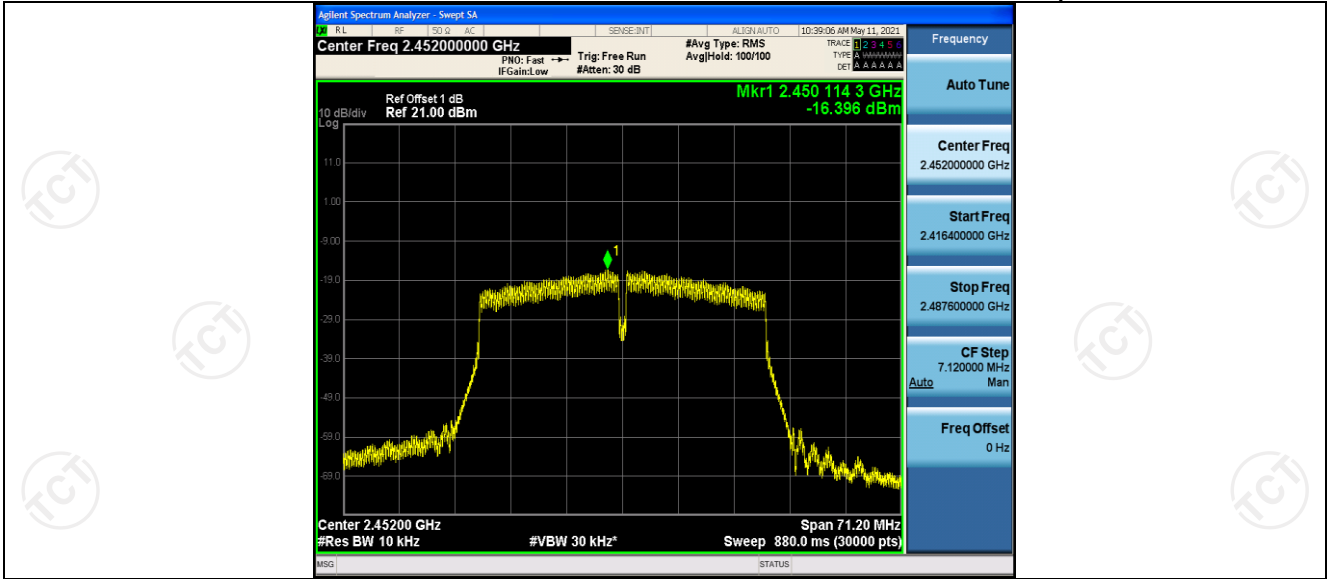 Agilent Spectrum Analyzer - Swept SA
RL RF 50 Ω AC SENSE:INT ALIGN AUTO 10:39:06 AM May 11, 2021
Center Freq 2.452000000 GHz
PNO: Fast
IFGain:Low
Trig: Free Run
#Atten: 30 dB
#Avg Type: RMS
Avg|Hold: 100/100
TRACE 1 2 3 4 5 6
TYPE A
DET A A A A A A
Mkr1 2.450 114 3 GHz
-16.396 dBm
Ref Offset 1 dB
10 dB/div Ref 21.00 dBm
Log
11.0
1.00
-9.00
-19.0
-29.0
-39.0
-49.0
-59.0
-69.0
1
Center 2.45200 GHz Span 71.20 MHz
#Res BW 10 kHz #VBW 30 kHz* Sweep 880.0 ms (30000 pts)
MSG STATUS
Frequency
Auto Tune
Center Freq
2.452000000 GHz
Start Freq
2.416400000 GHz
Stop Freq
2.487600000 GHz
CF Step
7.120000 MHz
Auto Man
Freq Offset
0 Hz
TCT
TCT
TCT
TCT
TCT
TCT